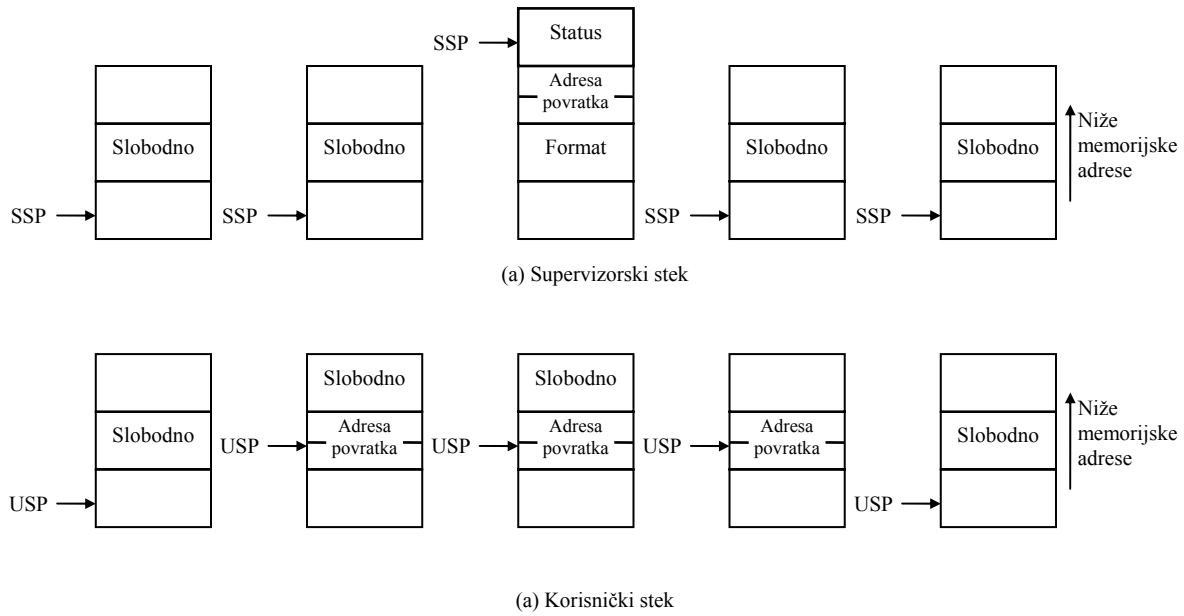 Status
SSP
Adresa
povratka
Slobodno
Slobodno
Format
Slobodno
Slobodno
Niže
memorijske
adrese
SSP
SSP
SSP
SSP
(a) Supervizorski stek
Slobodno
Slobodno
Slobodno
USP
Adresa
povratka
USP
Adresa
povratka
USP
Adresa
povratka
Slobodno
Niže
memorijske
adrese
USP
USP
(a) Korisnički stek